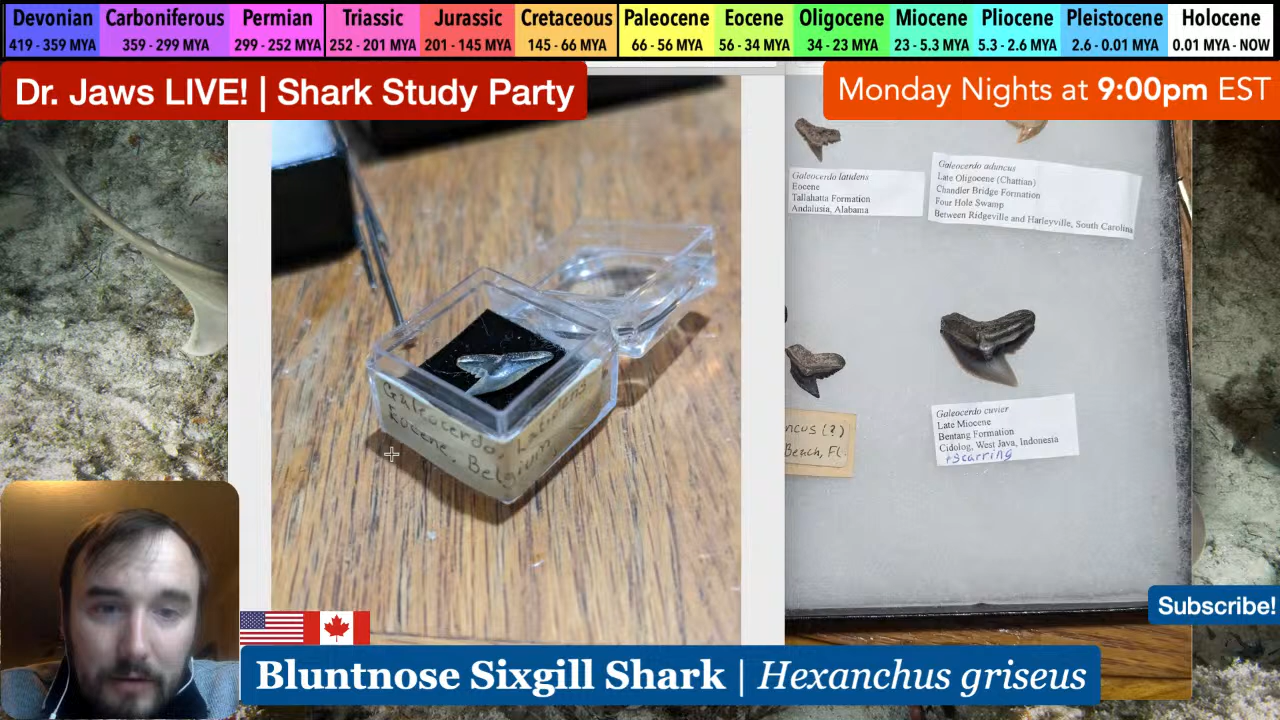 Devonian Carboniferous Permian Triassic Jurassic Cretaceous Paleocene Eocene Oligocene Miocene Pliocene Pleistocene Holocene
419 - 359 MYA 359 - 299 MYA 299 - 252 MYA 252 - 201 MYA 201 - 145 MYA 145 - 66 MYA 66 - 56 MYA 56 - 34 MYA 34 - 23 MYA 23 - 5.3 MYA 5.3 - 2.6 MYA 2.6 - 0.01 MYA 0.01 MYA - NOW
Dr. Jaws LIVE! | Shark Study Party
Monday Nights at 9:00pm EST
Galeocerdo latidens
Eocene
Tallahatta Formation
Andalusia, Alabama
Galeocerdo aduncus
Late Oligocene (Chattian)
Chandler Bridge Formation
Four Hole Swamp
Between Ridgeville and Harleyville, South Carolina
Galeocerdo, Latidens
Eocene, Belgium
ncus (?)
Beach, FL.
Galeocerdo cuvier
Late Miocene
Bentang Formation
Cidolog, West Java, Indonesia
+Scarring
Subscribe!
Bluntnose Sixgill Shark | Hexanchus griseus